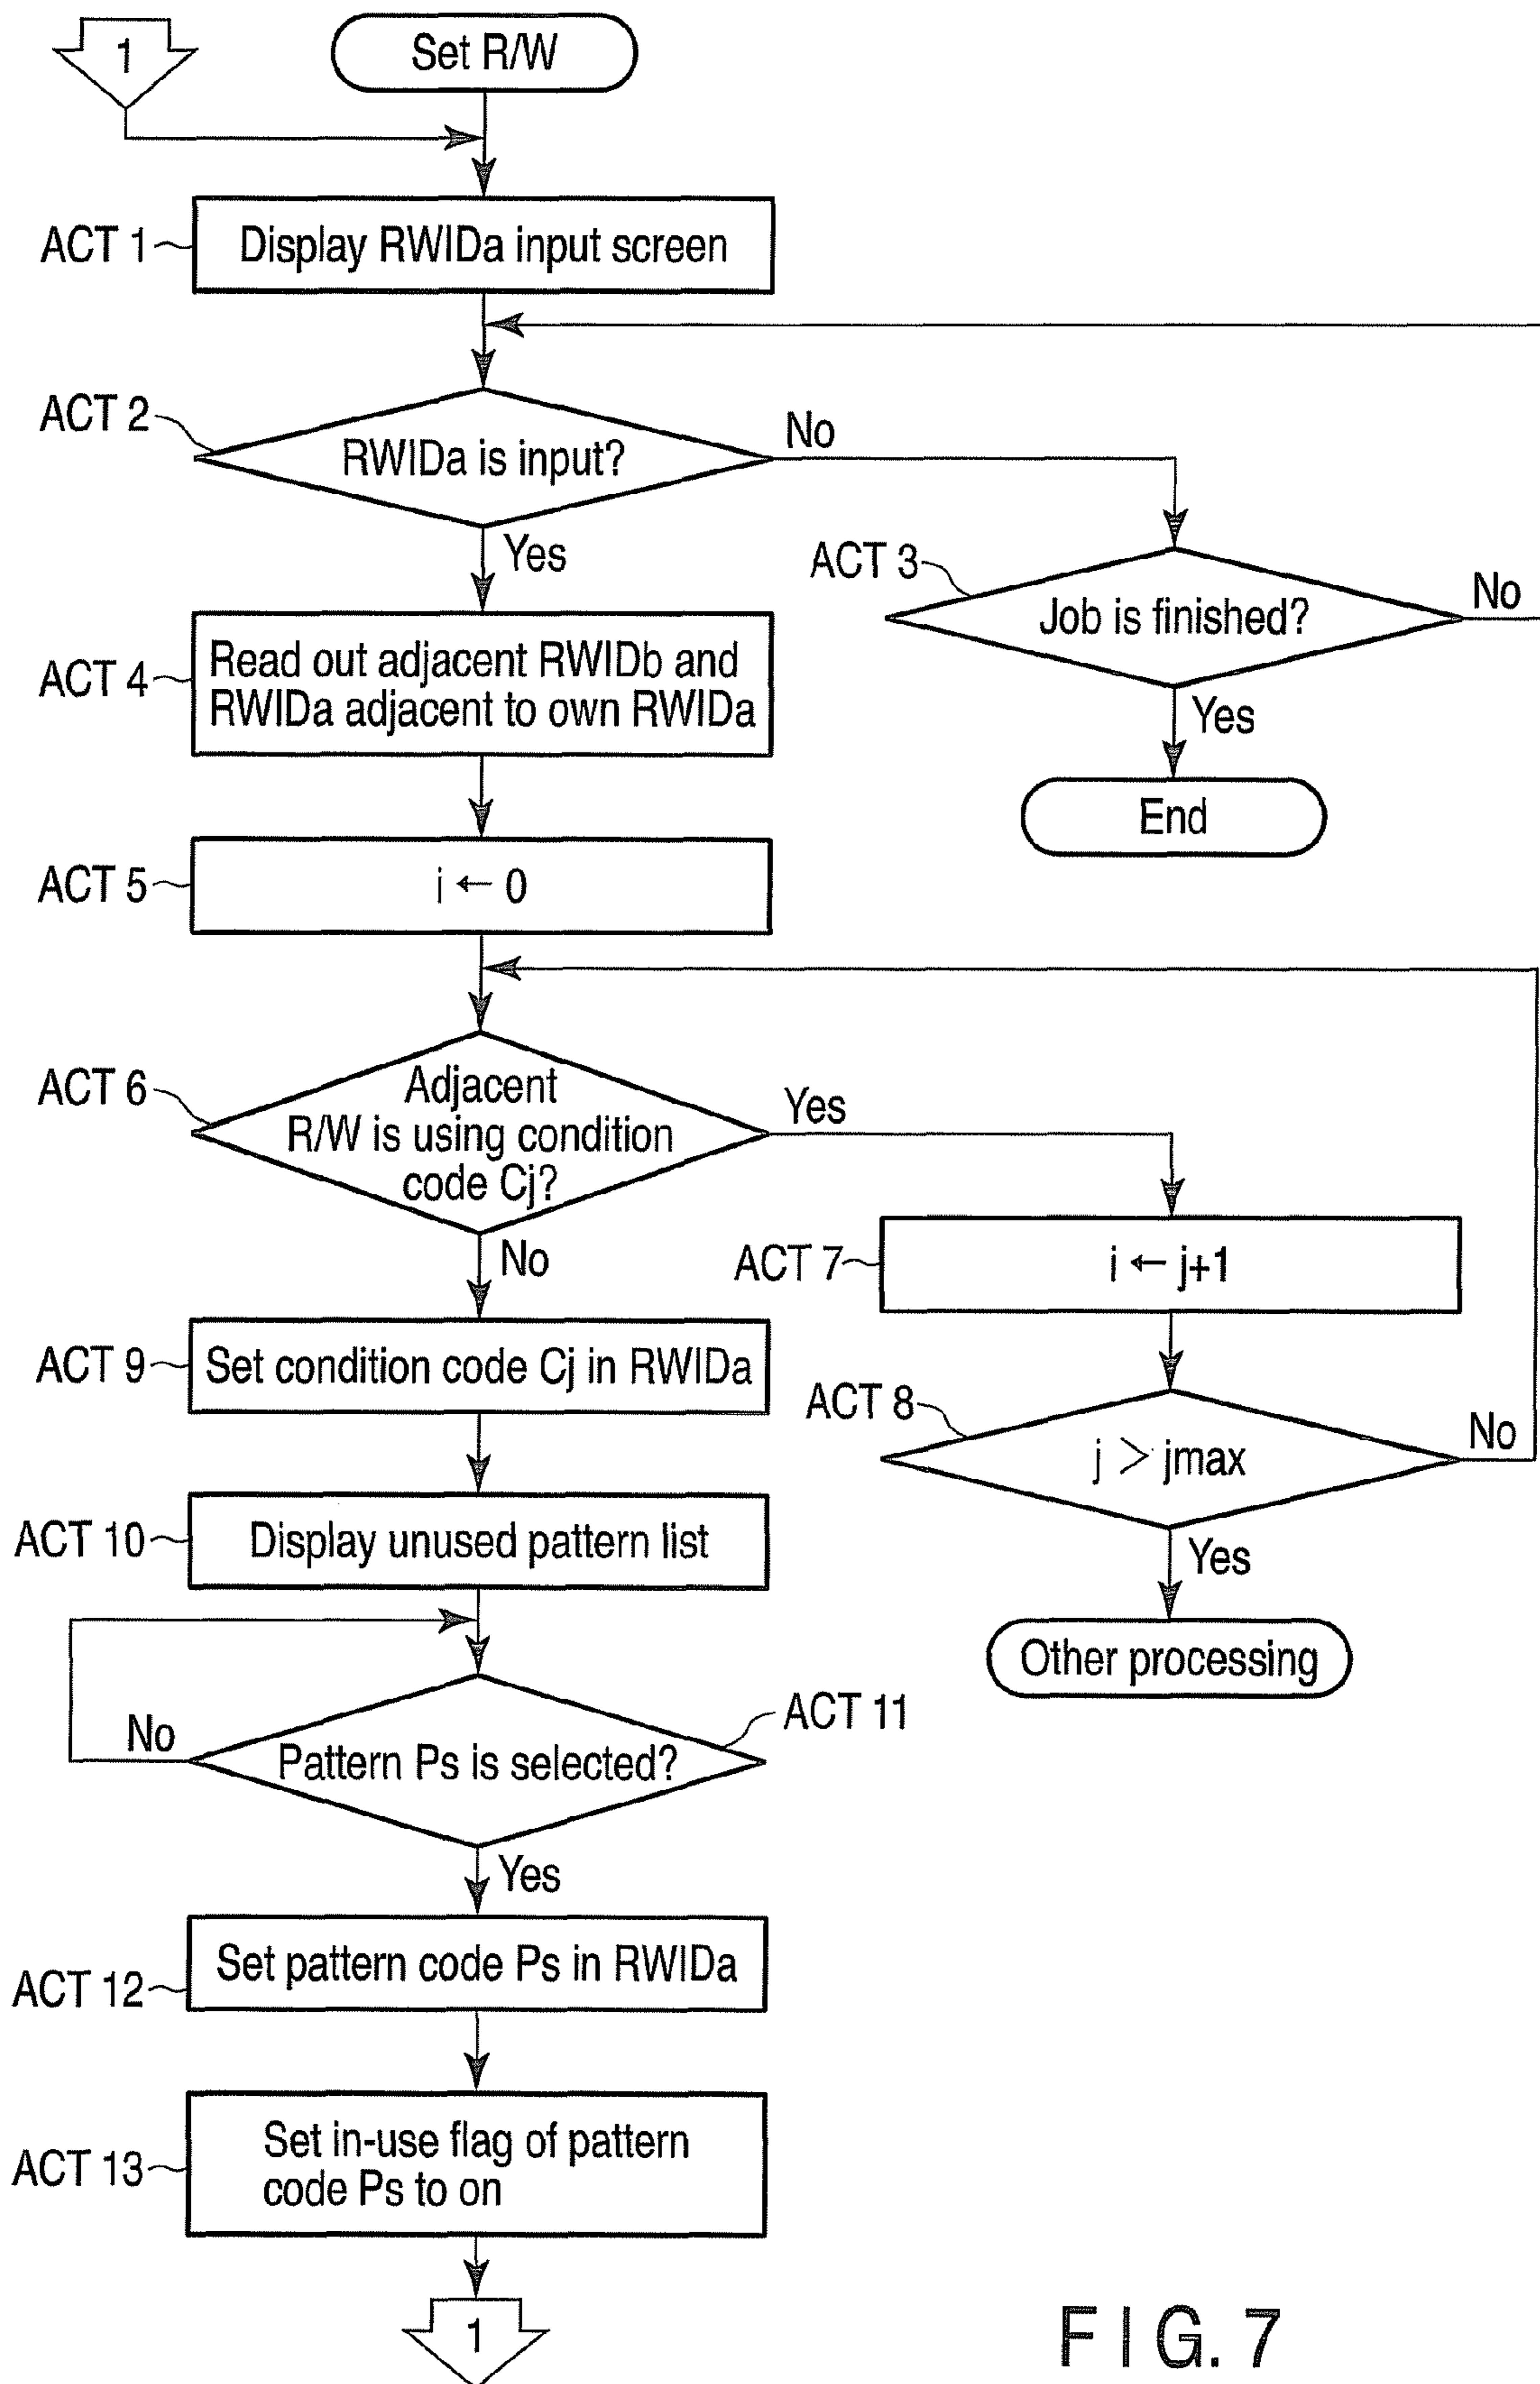 1
Set R/W
ACT 1
Display RWIDa input screen
ACT 2
RWIDa is input?
No
Yes
ACT 3
Job is finished?
No
Yes
End
ACT 4
Read out adjacent RWIDb and
RWIDa adjacent to own RWIDa
ACT 5
i ← 0
ACT 6
Adjacent
R/W is using condition
code Cj?
Yes
No
ACT 7
i ← j+1
ACT 8
j > jmax
No
Yes
Other processing
ACT 9
Set condition code Cj in RWIDa
ACT 10
Display unused pattern list
ACT 11
Pattern Ps is selected?
No
Yes
ACT 12
Set pattern code Ps in RWIDa
ACT 13
Set in-use flag of pattern
code Ps to on
1
FIG. 7